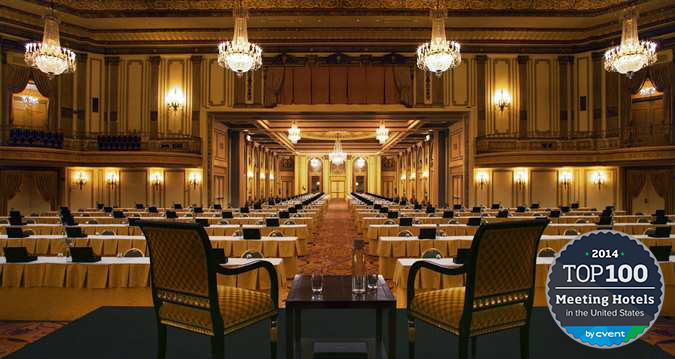 2014
TOP100
Meeting Hotels
in the United States
by cvent